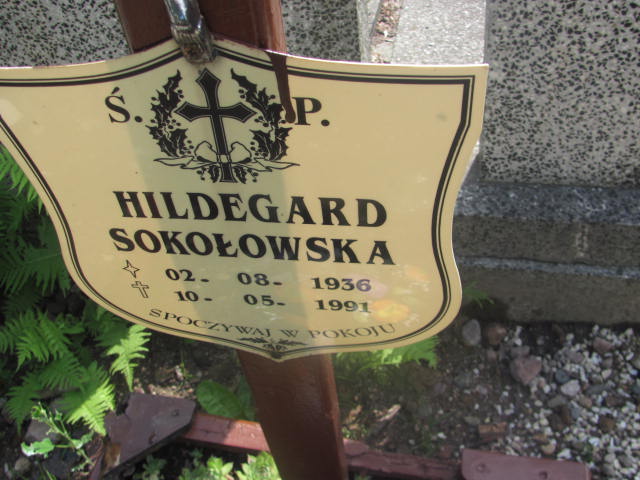 Ś. P.
HILDEGARD
SOKOŁOWSKA
02- 08- 1936
10- 05- 1991
SPOCZYWAJ W POKOJU